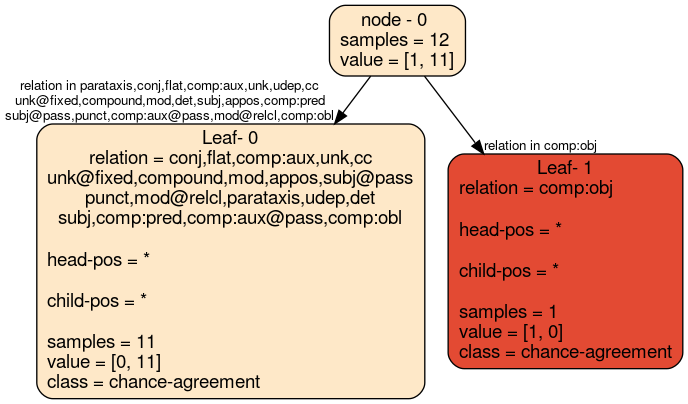 node - 0
samples = 12
value = [1, 11]
relation in parataxis,conj,flat,comp:aux,unk,udep,cc
unk@fixed,compound,mod,det,subj,appos,comp:pred
subj@pass,punct,comp:aux@pass,mod@relcl,comp:obl
relation in comp:obj
Leaf- 0
relation = conj,flat,comp:aux,unk,cc
unk@fixed,compound,mod,appos,subj@pass
punct,mod@relcl,parataxis,udep,det
subj,comp:pred,comp:aux@pass,comp:obl
head-pos = *
child-pos = *
samples = 11
value = [0, 11]
class = chance-agreement
Leaf- 1
relation = comp:obj
head-pos = *
child-pos = *
samples = 1
value = [1, 0]
class = chance-agreement